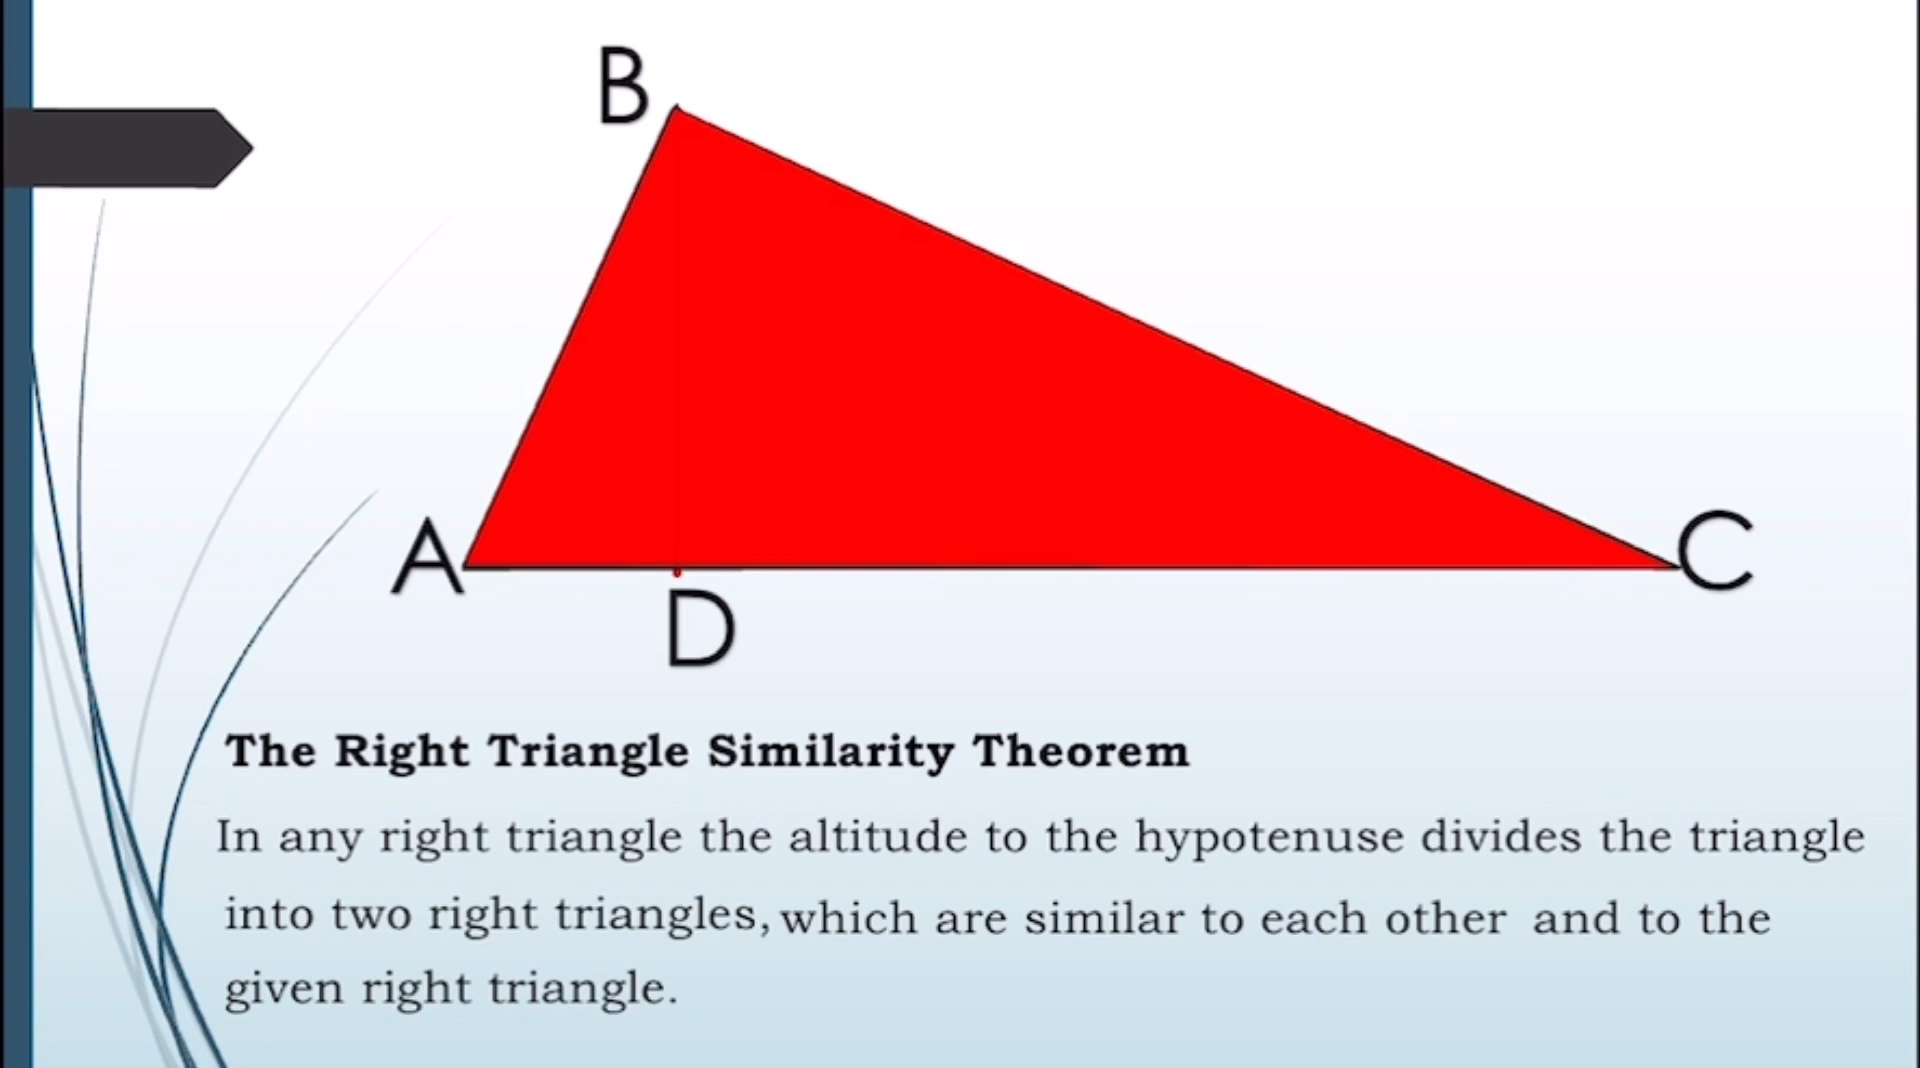 B
A
C
D
The Right Triangle Similarity Theorem
In any right triangle the altitude to the hypotenuse divides the triangle
into two right triangles, which are similar to each other and to the
given right triangle.